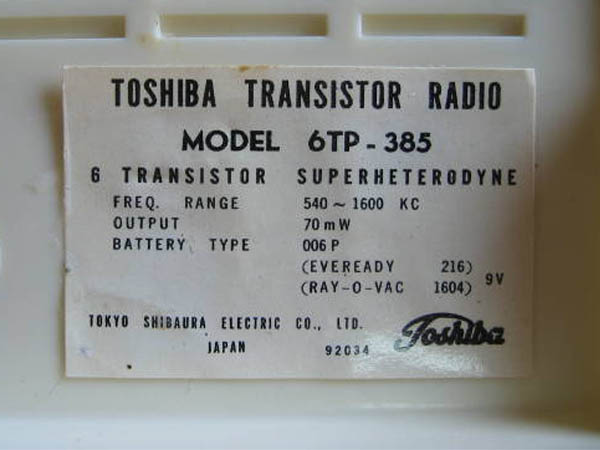 TOSHIBA TRANSISTOR RADIO
MODEL 6TP-385
6 TRANSISTOR SUPERHETERODYNE
FREQ. RANGE 540 ~ 1600 KC
OUTPUT 70 mW
BATTERY TYPE 006 P
(EVEREADY 216)
(RAY-O-VAC 1604) 9V
TOKYO SHIBAURA ELECTRIC CO., LTD.
JAPAN 92034
Toshiba